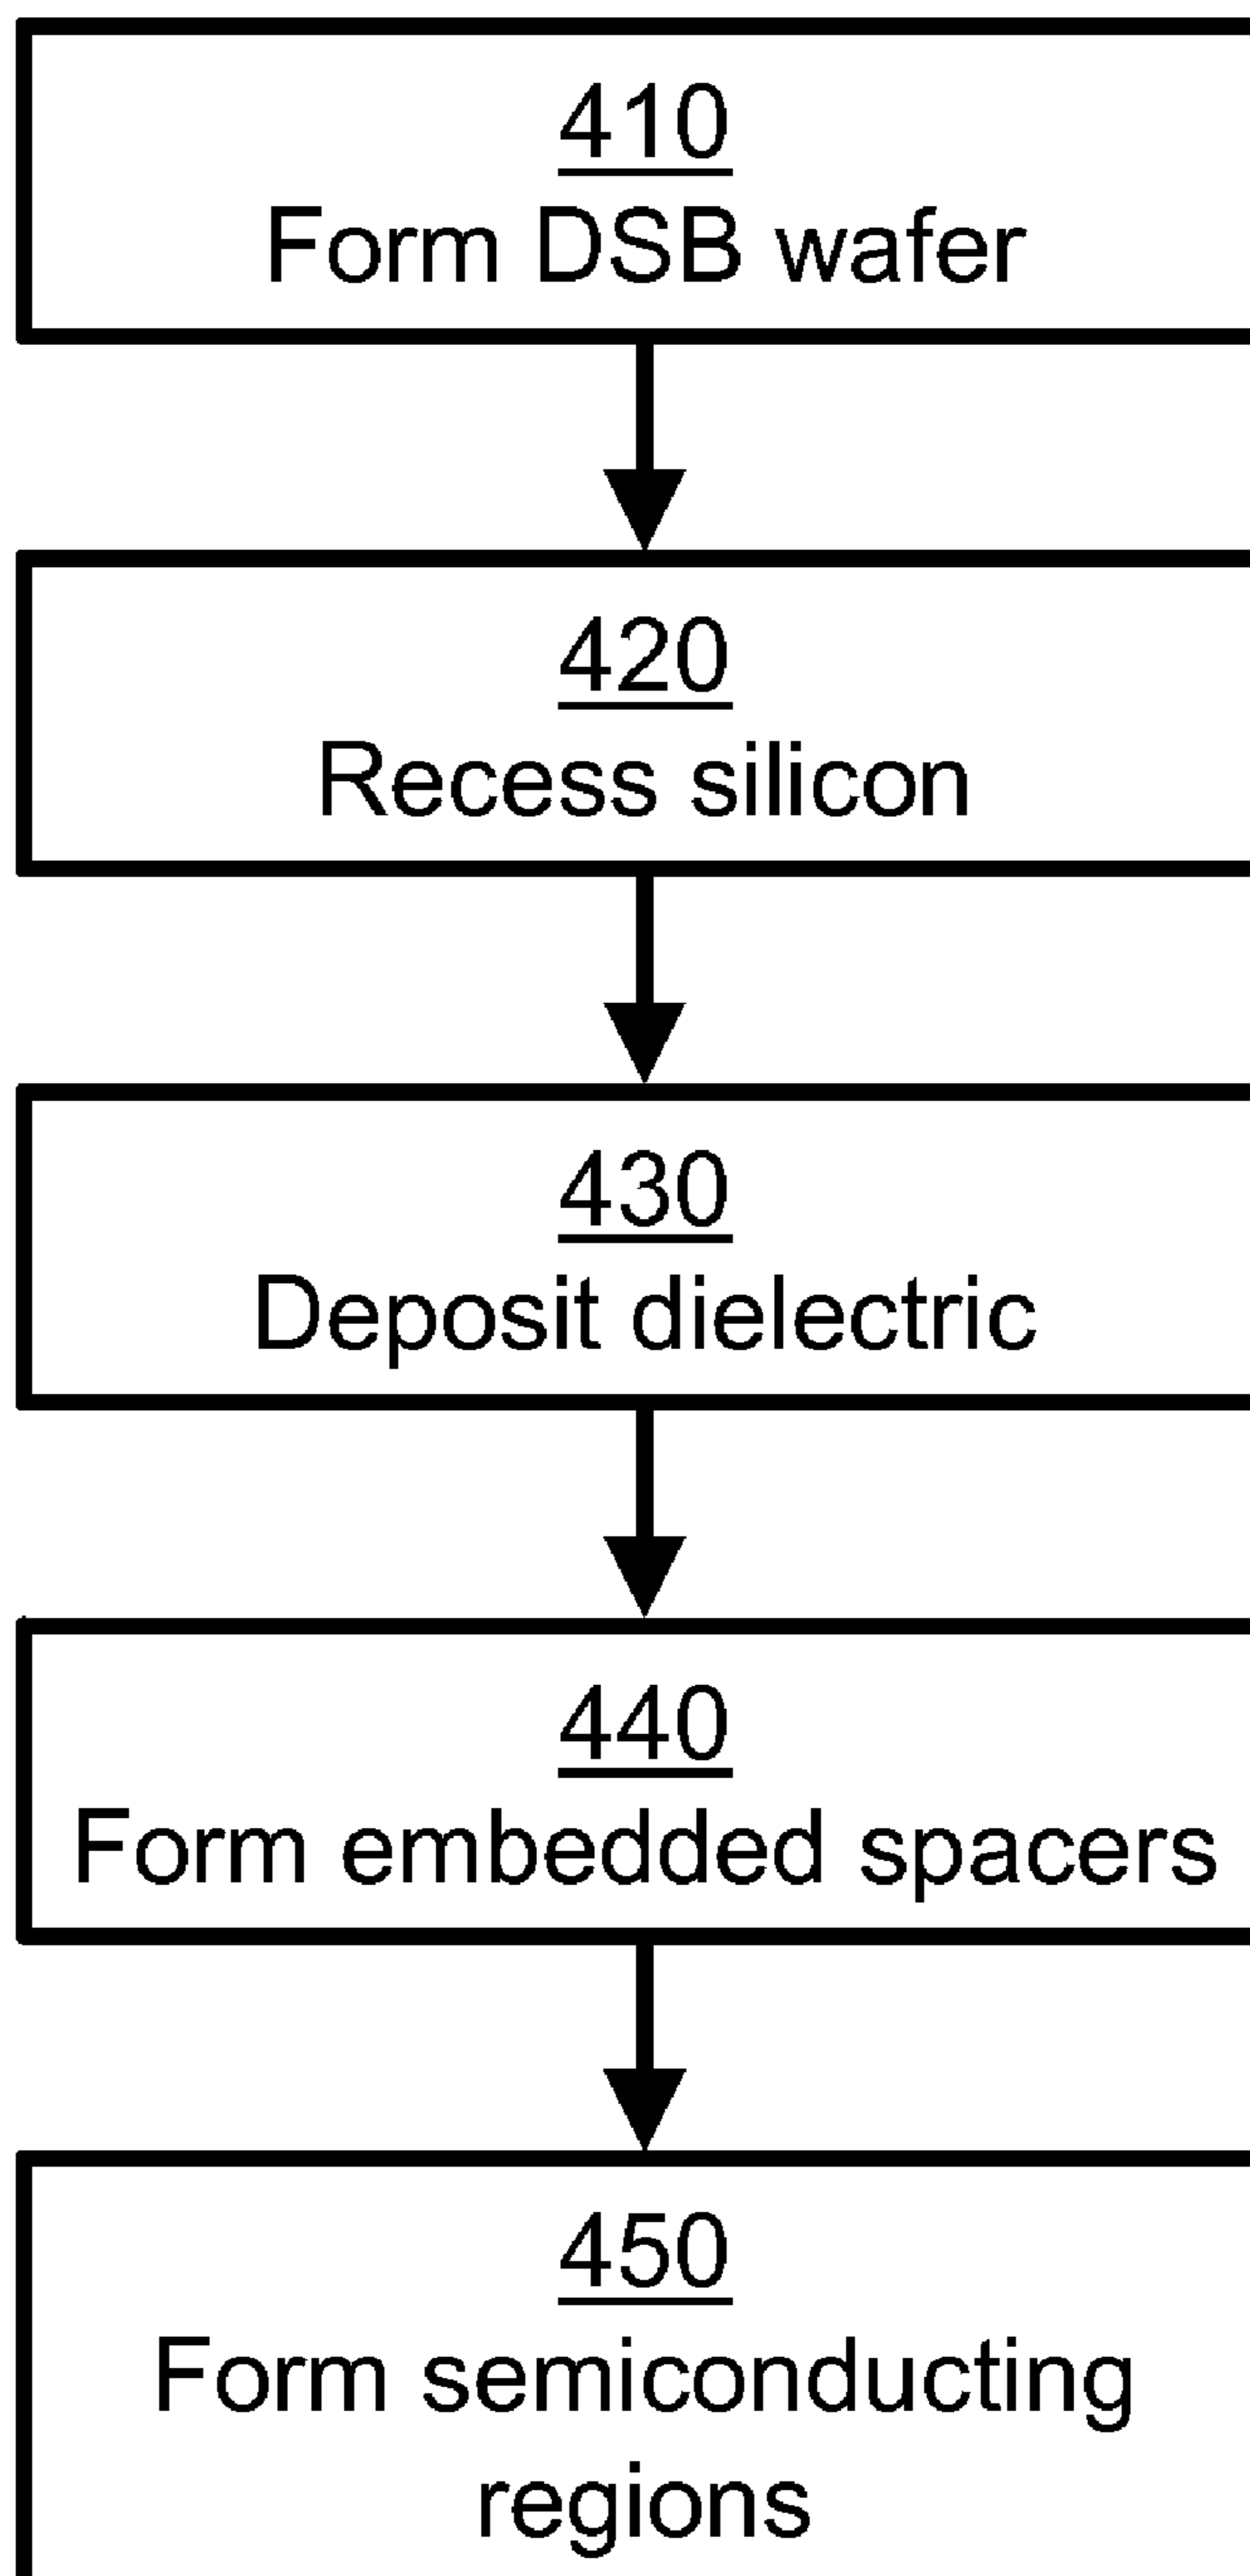 410
Form DSB wafer
420
Recess silicon
430
Deposit dielectric
440
Form embedded spacers
450
Form semiconducting
regions